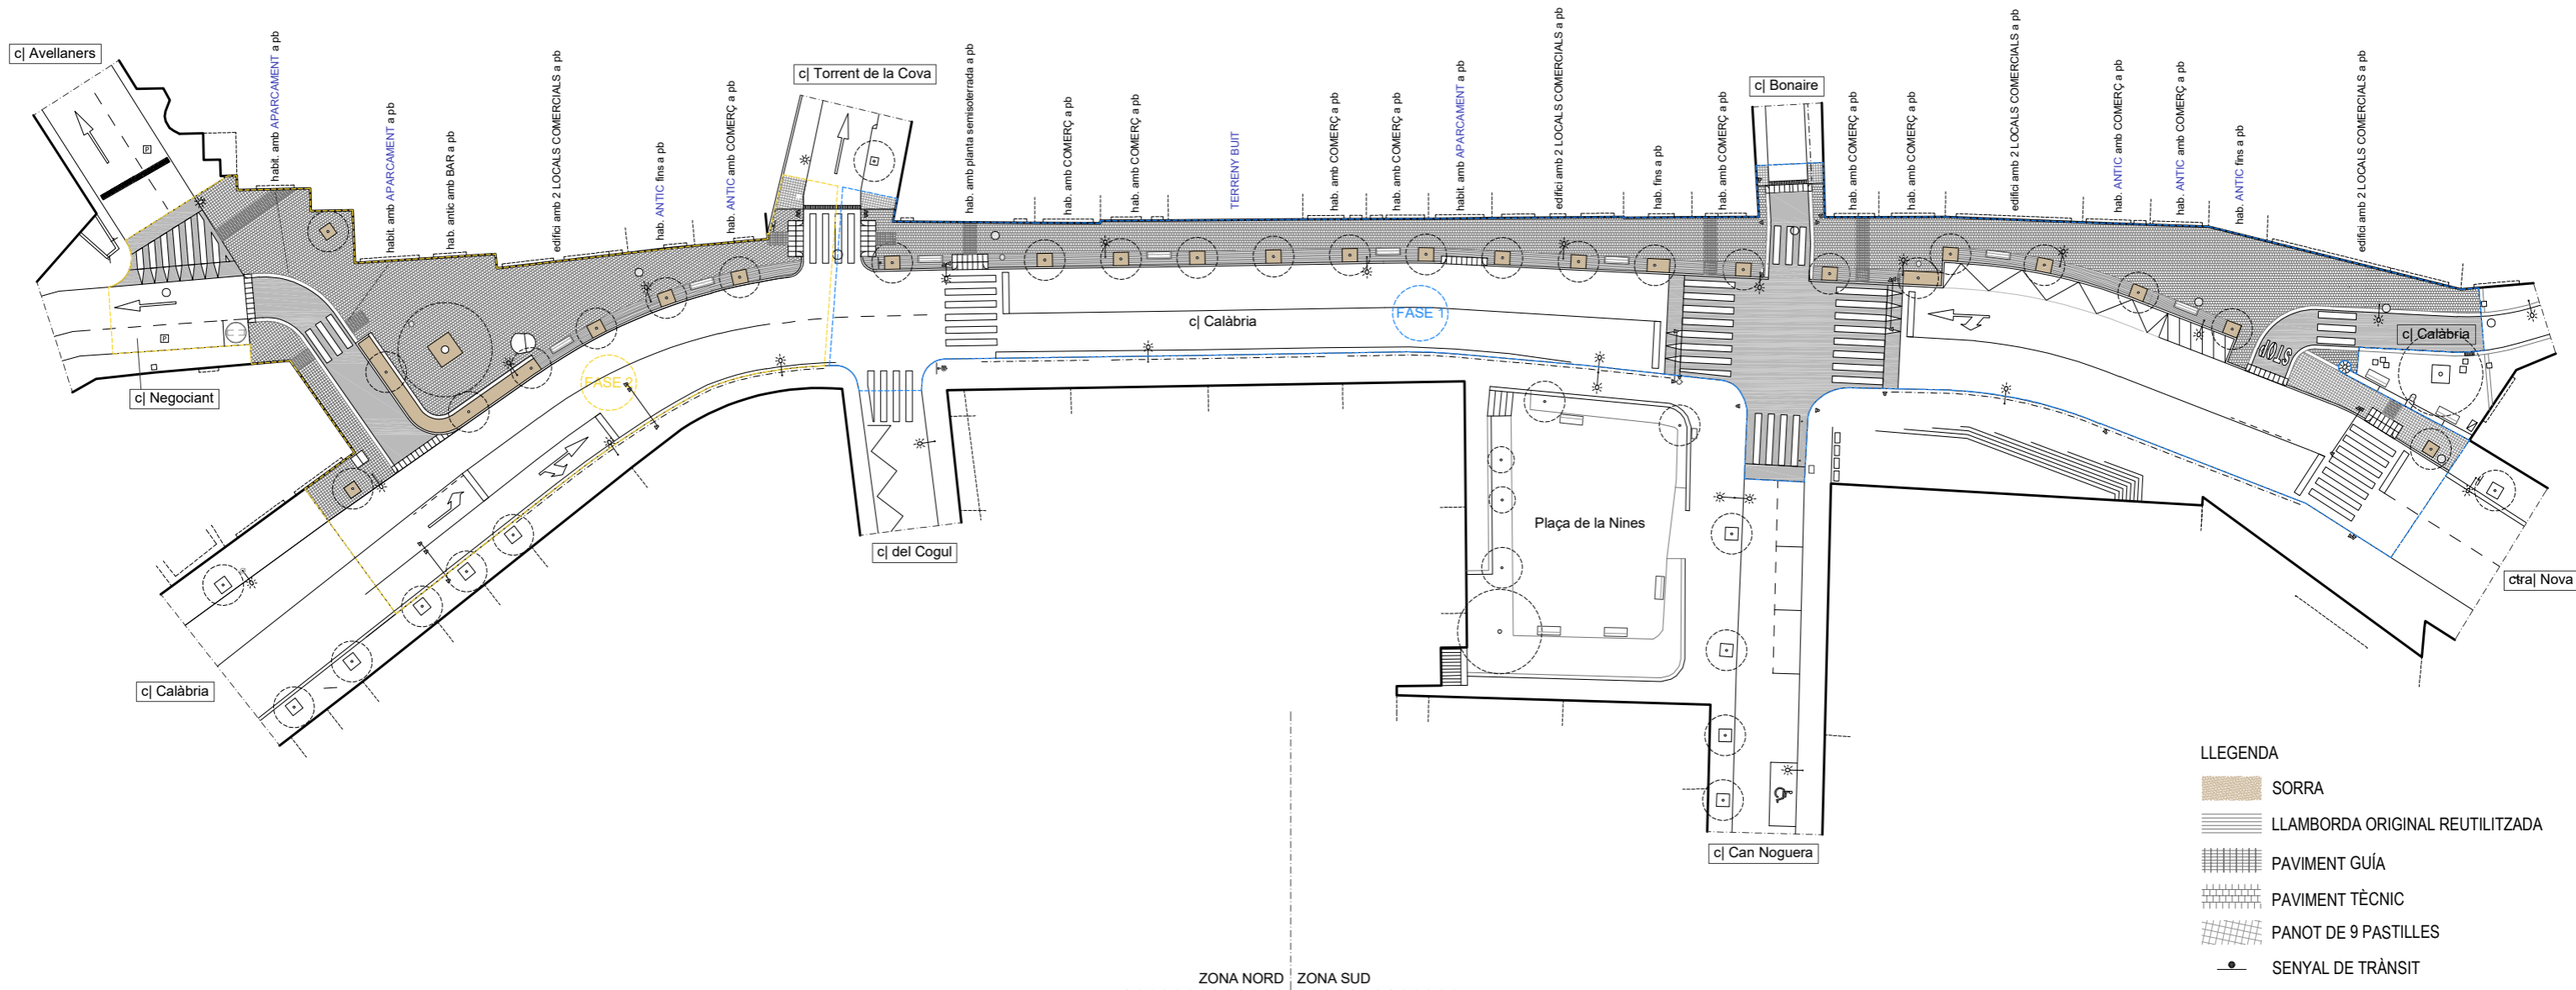 c| Avellaners
habit. amb APARCAMENT a pb
habit. amb APARCAMENT a pb
hab. antic amb BAR a pb
edifici amb 2 LOCALS COMERCIALS a pb
hab. ANTIC fins a pb
hab. ANTIC amb COMERÇ a pb
c| Torrent de la Cova
hab. amb planta semisoterrada a pb
hab. amb COMERÇ a pb
hab. amb COMERÇ a pb
TERRENY BUIT
hab. amb COMERÇ a pb
hab. amb COMERÇ a pb
habit. amb APARCAMENT a pb
edifici amb 2 LOCALS COMERCIALS a pb
hab. fins a pb
hab. amb COMERÇ a pb
c| Bonaire
hab. amb COMERÇ a pb
hab. amb COMERÇ a pb
edifici amb 2 LOCALS COMERCIALS a pb
hab. ANTIC amb COMERÇ a pb
hab. ANTIC amb COMERÇ a pb
hab. ANTIC fins a pb
edifici amb 2 LOCALS COMERCIALS a pb
P
P
c| Negociant
FASE 2
c| Calàbria
FASE 1
STOP
c| Calàbria
c| del Cogul
Plaça de la Nines
ctra| Nova
c| Calàbria
c| Can Noguera
LLEGENDA
SORRA
LLAMBORDA ORIGINAL REUTILITZADA
PAVIMENT GUÍA
PAVIMENT TÈCNIC
PANOT DE 9 PASTILLES
SENYAL DE TRÀNSIT
ZONA NORD ZONA SUD